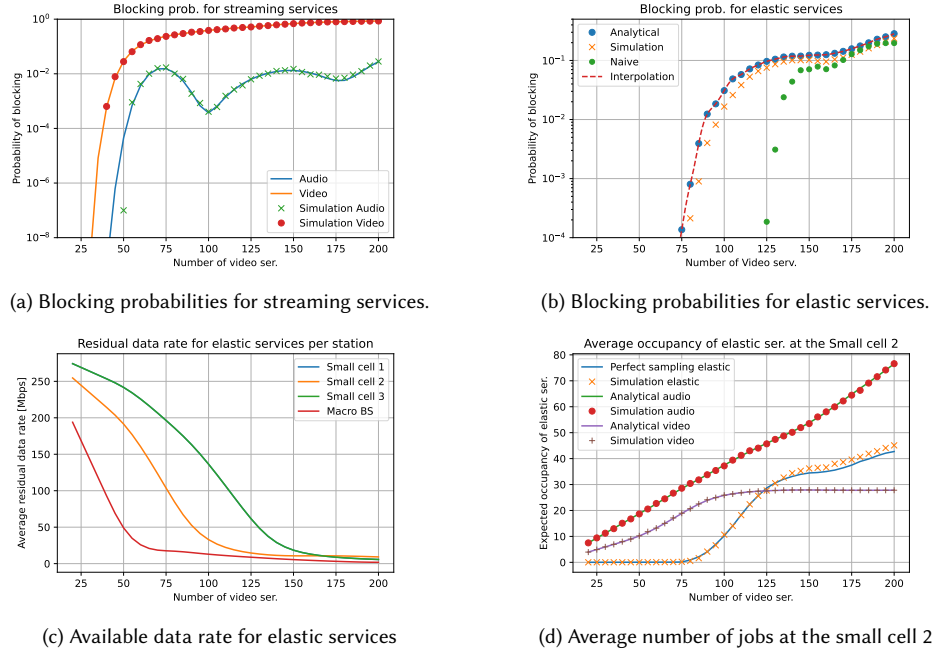 Blocking prob. for streaming services
10^0
10^−2
10^−4
10^−6
10^−8
Probability of blocking
Audio
Video
Simulation Audio
Simulation Video
25 50 75 100 125 150 175 200
Number of video ser.
(a) Blocking probabilities for streaming services.
Blocking prob. for elastic services
Analytical
Simulation
Naive
Interpolation
10^−1
10^−2
10^−3
10^−4
Probability of blocking
25 50 75 100 125 150 175 200
Number of Video serv.
(b) Blocking probabilities for elastic services.
Residual data rate for elastic services per station
Small cell 1
Small cell 2
Small cell 3
Macro BS
250
200
150
100
50
0
Average residual data rate [Mbps]
25 50 75 100 125 150 175 200
Number of video ser.
(c) Available data rate for elastic services
Average occupancy of elastic ser. at the Small cell 2
Perfect sampling elastic
Simulation elastic
Analytical audio
Simulation audio
Analytical video
Simulation video
80
70
60
50
40
30
20
10
0
Expected occupancy of elastic ser.
25 50 75 100 125 150 175 200
Number of video ser.
(d) Average number of jobs at the small cell 2